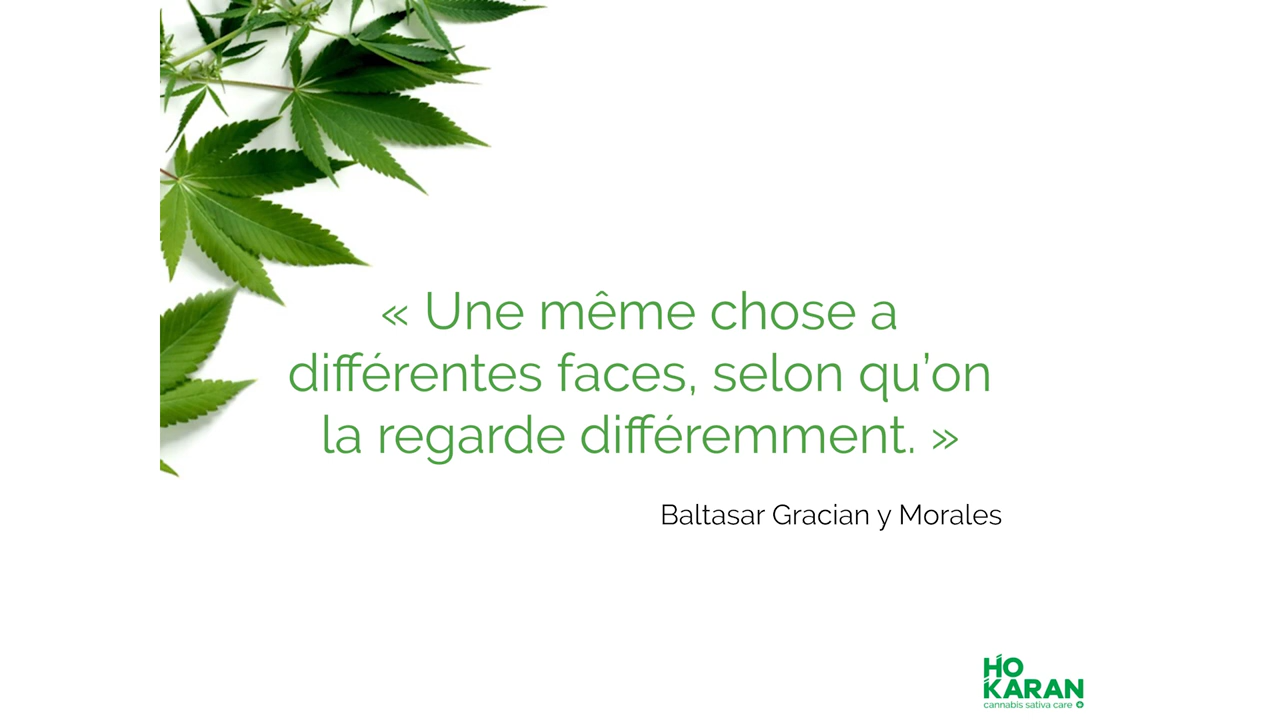 « Une même chose a
différentes faces, selon qu’on
la regarde différemment. »
Baltasar Gracian y Morales
HO
KARAN
cannabis sativa care